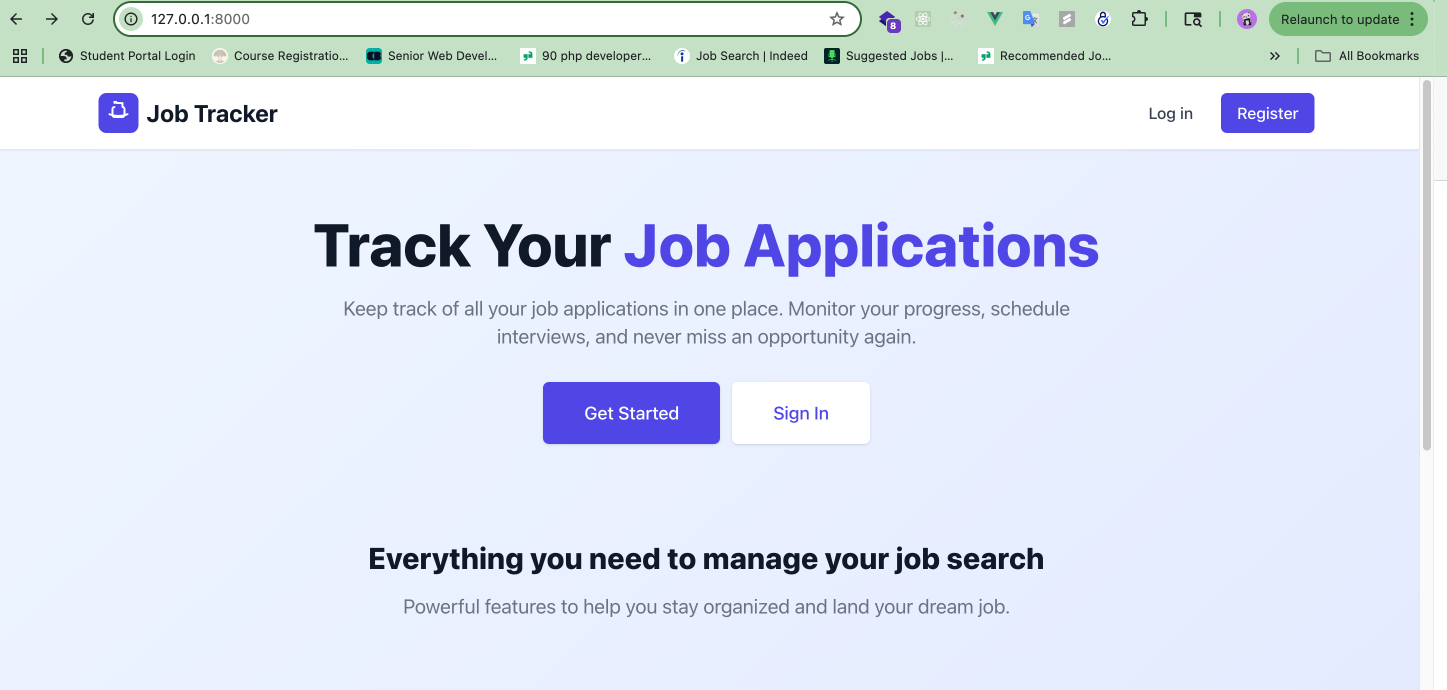 127.0.0.1:8000
8
Relaunch to update
Student Portal Login
Course Registratio...
Senior Web Devel...
90 php developer...
Job Search | Indeed
Suggested Jobs |...
Recommended Jo...
»
All Bookmarks
Job Tracker
Log in
Register
Track Your Job Applications
Keep track of all your job applications in one place. Monitor your progress, schedule
interviews, and never miss an opportunity again.
Get Started
Sign In
Everything you need to manage your job search
Powerful features to help you stay organized and land your dream job.